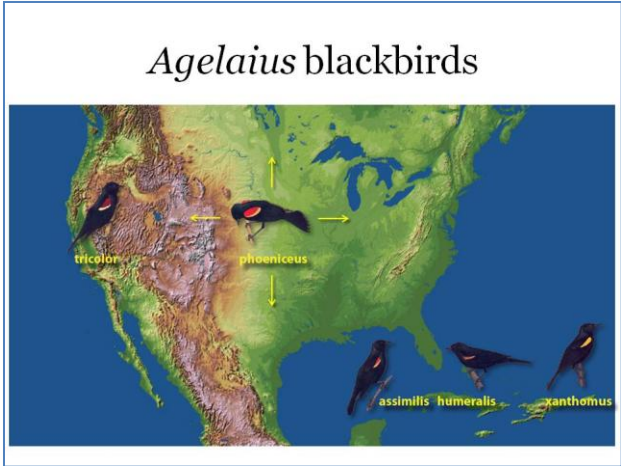 Agelaius blackbirds
tricolor
phoeniceus
assimilis
humeralis
xanthomus